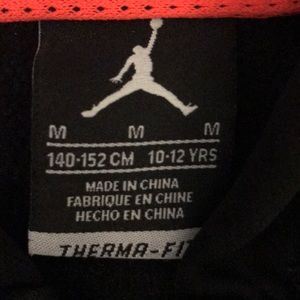 M M M
140-152 CM 10-12 YRS
MADE IN CHINA
FABRIQUE EN CHINE
HECHO EN CHINA
THERMA-FIT